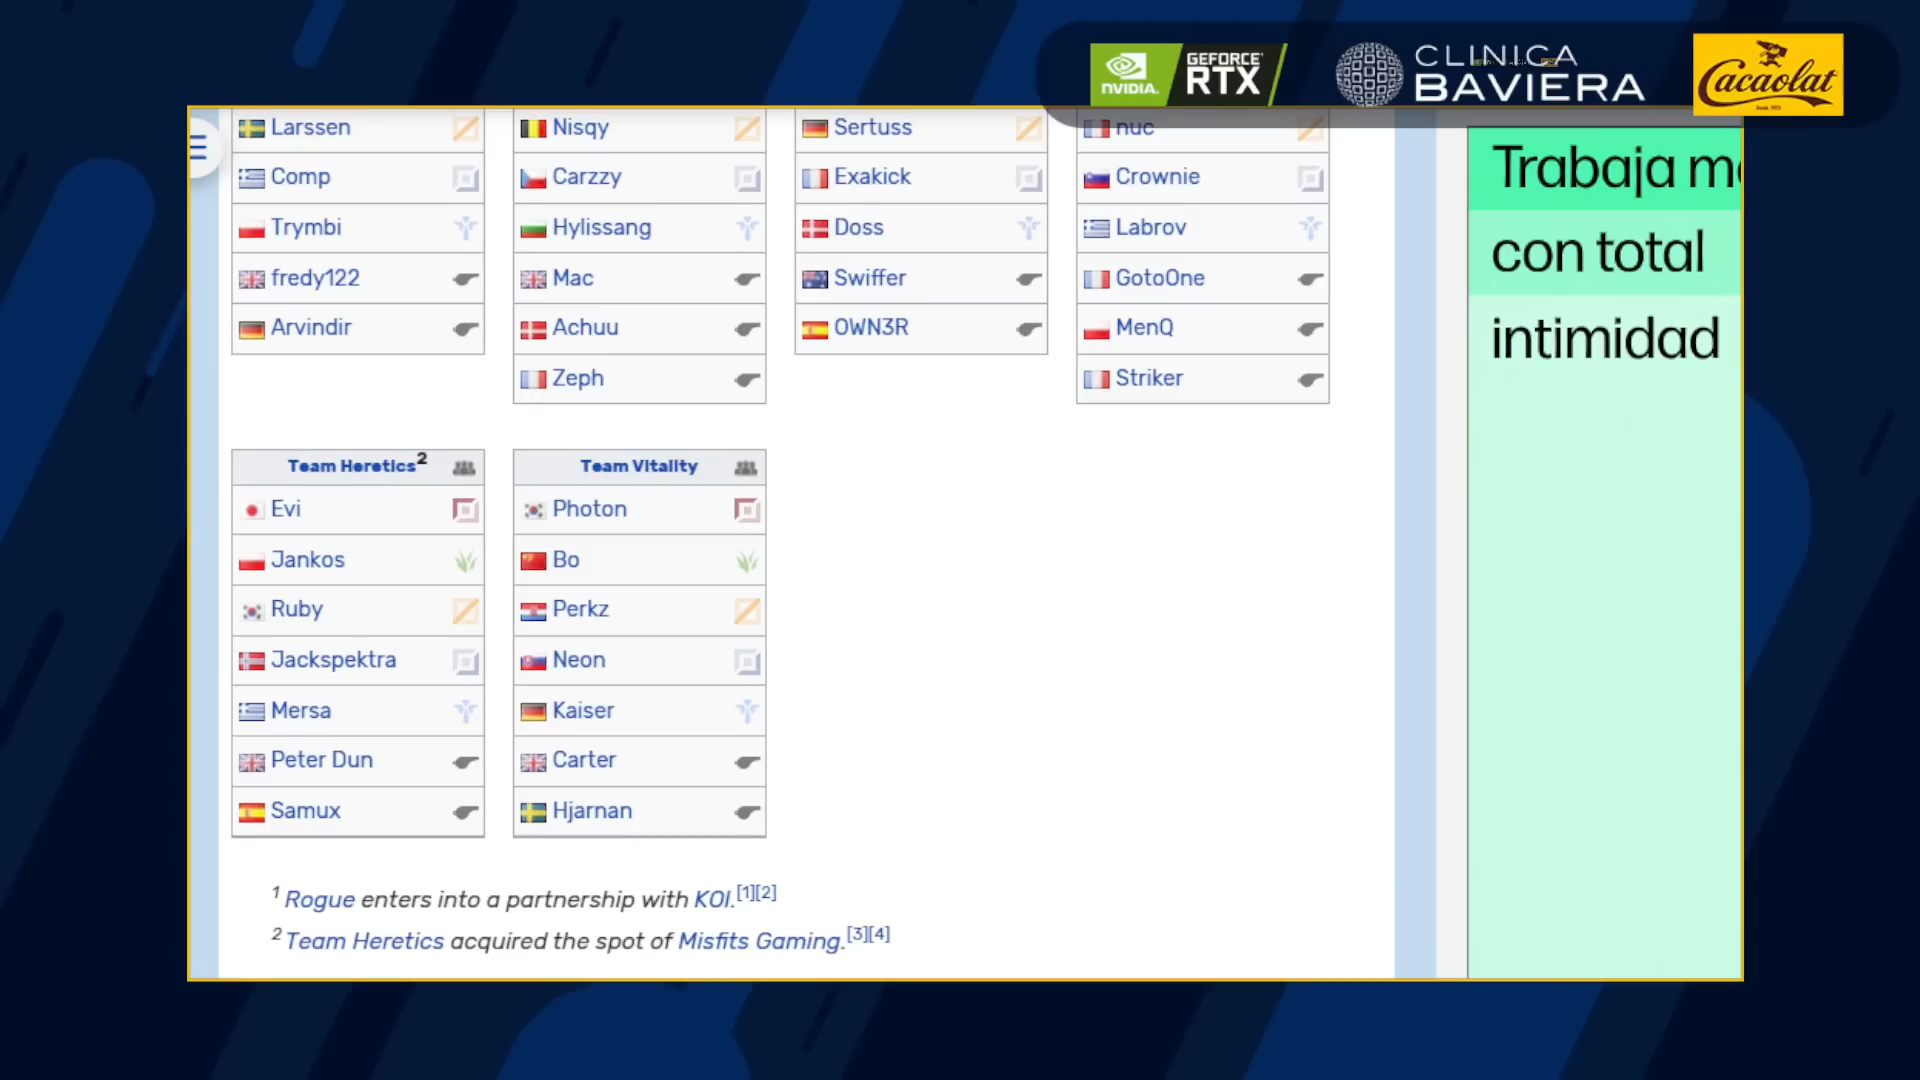 NVIDIA. GEFORCE RTX
CLINICA BAVIERA
Cacaolat
Larssen
Comp
Trymbi
fredy122
Arvindir
Nisqy
Carzzy
Hylissang
Mac
Achuu
Zeph
Sertuss
Exakick
Doss
Swiffer
OWN3R
nuc
Crownie
Labrov
GotoOne
MenQ
Striker
Team Heretics2
Evi
Jankos
Ruby
Jackspektra
Mersa
Peter Dun
Samux
Team Vitality
Photon
Bo
Perkz
Neon
Kaiser
Carter
Hjarnan
1 Rogue enters into a partnership with KOI.[1][2]
2 Team Heretics acquired the spot of Misfits Gaming.[3][4]
Trabaja m
con total
intimidad